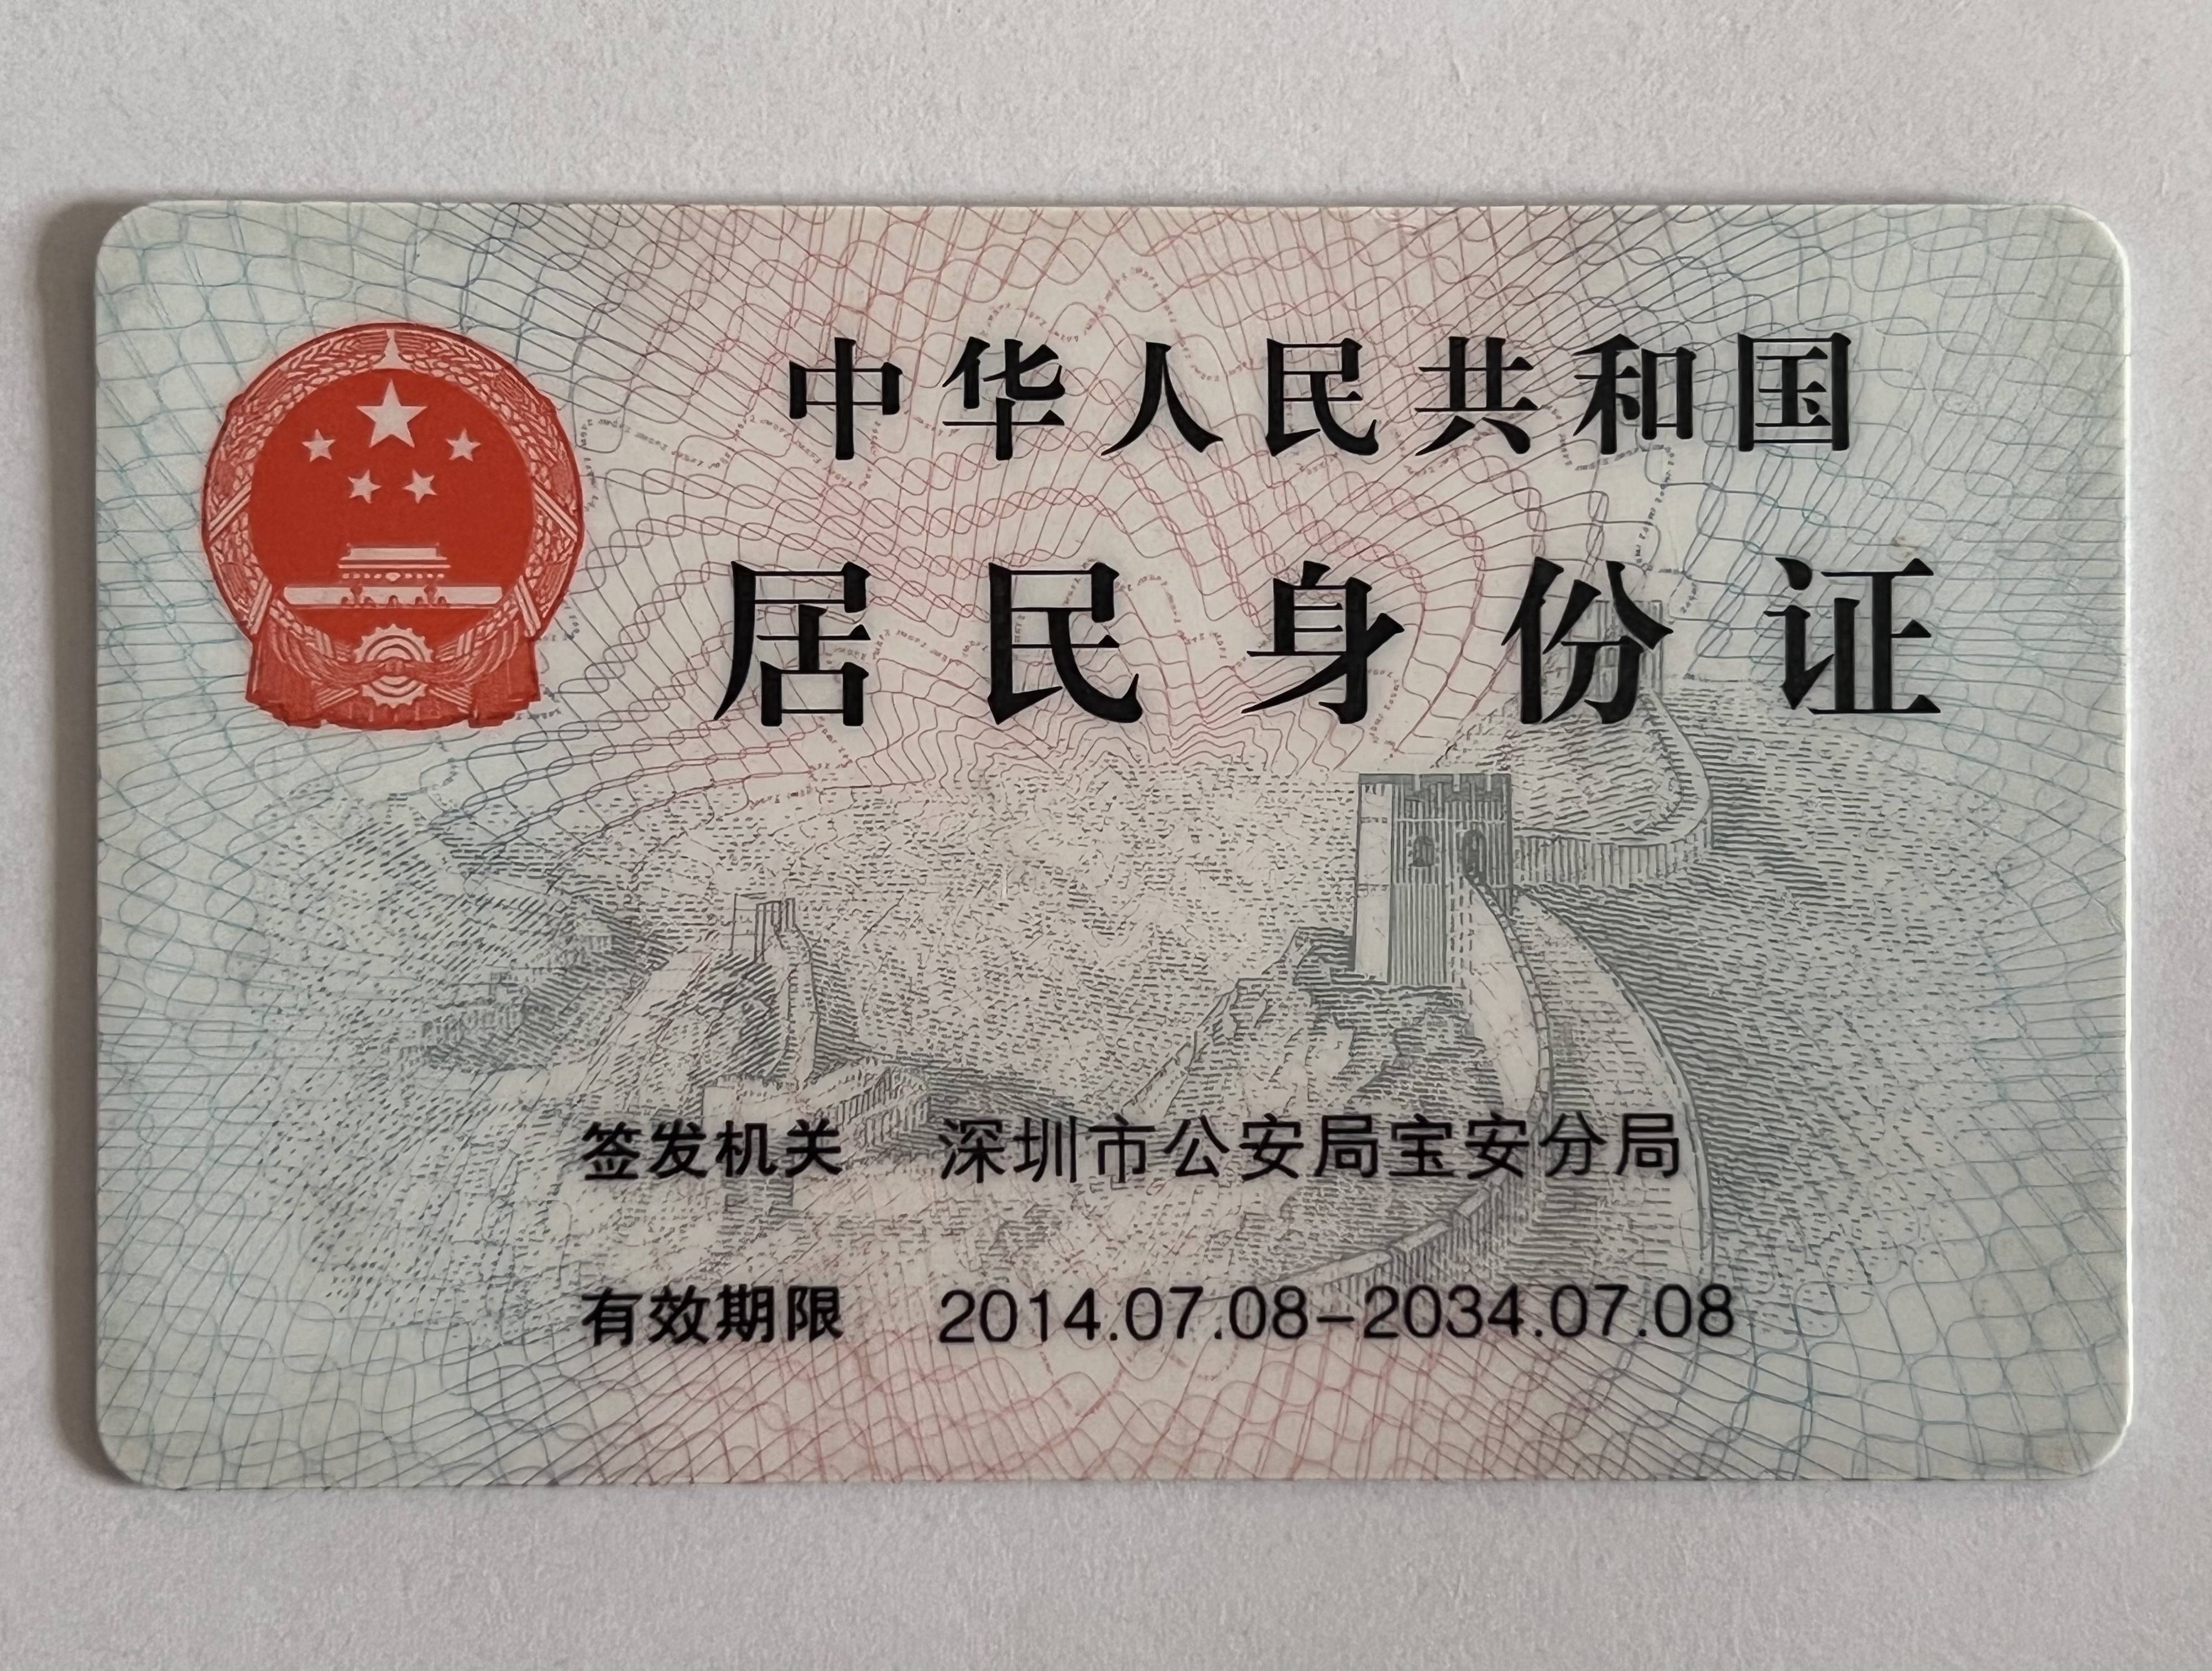 中华人民共和国
居民身份证
签发机关 深圳市公安局宝安分局
有效期限 2014.07.08-2034.07.08